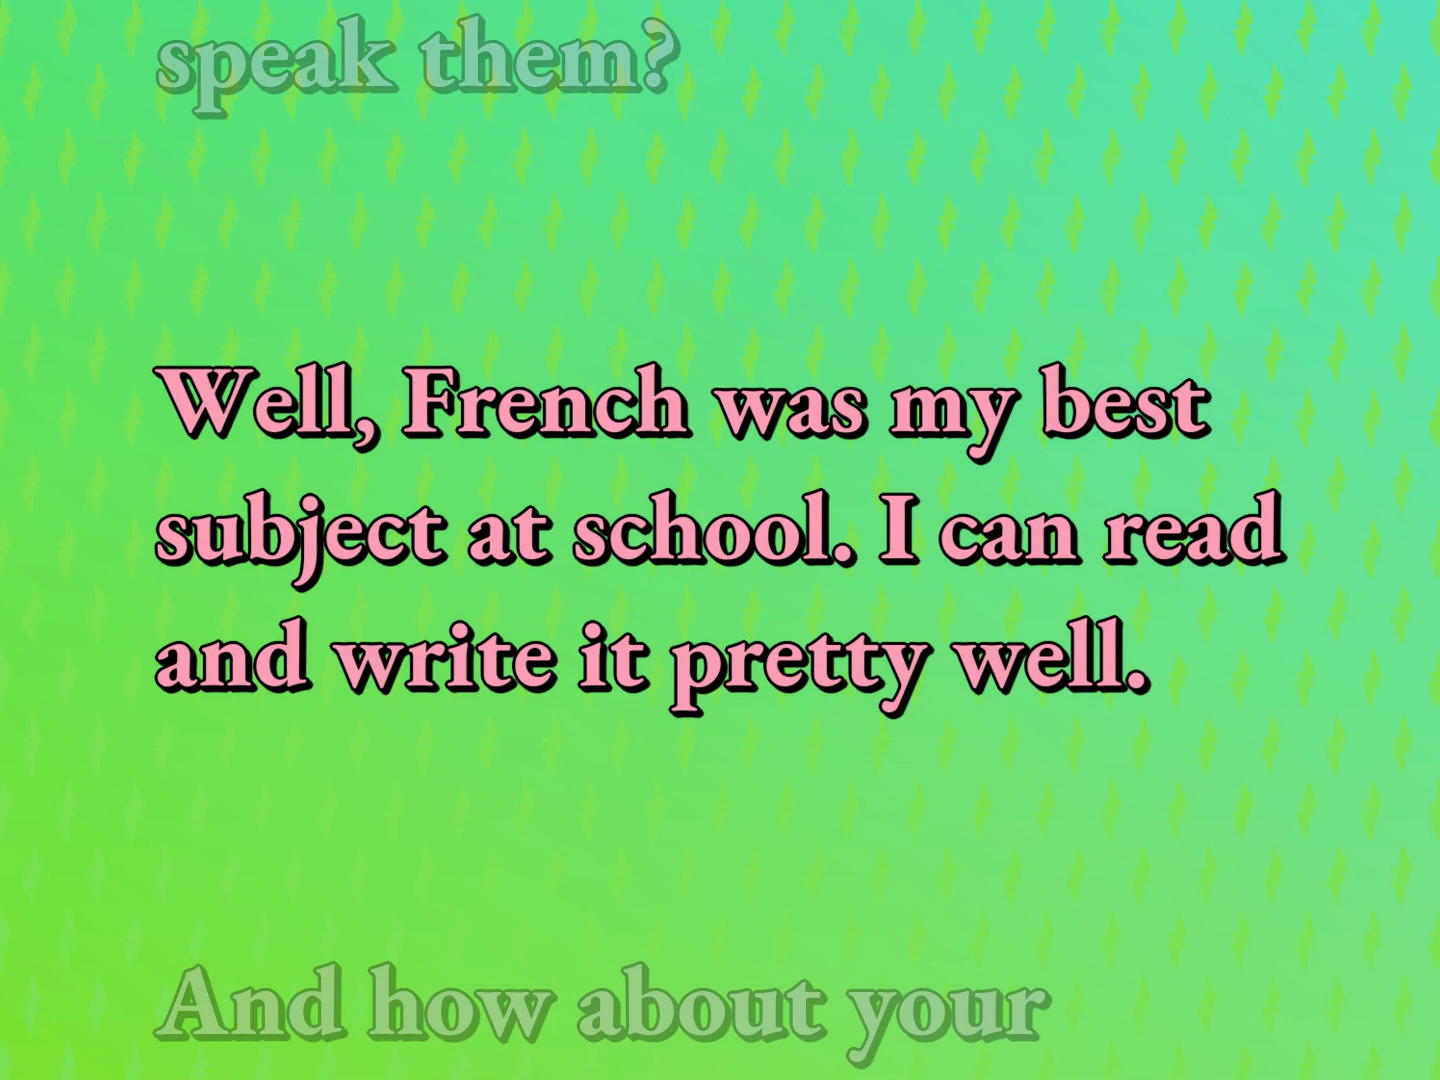 speak them?
Well, French was my best
subject at school. I can read
and write it pretty well.
And how about your